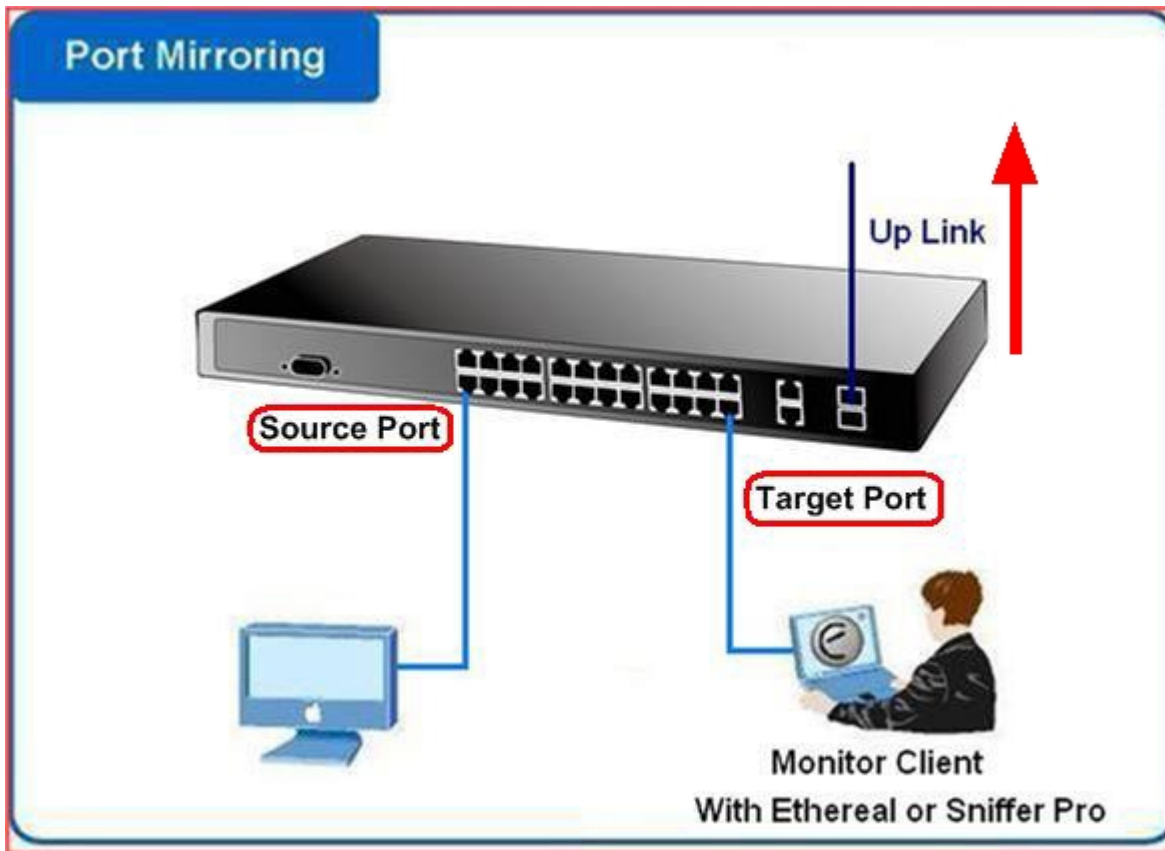 Port Mirroring
Up Link
Source Port
Target Port
Monitor Client
With Ethereal or Sniffer Pro